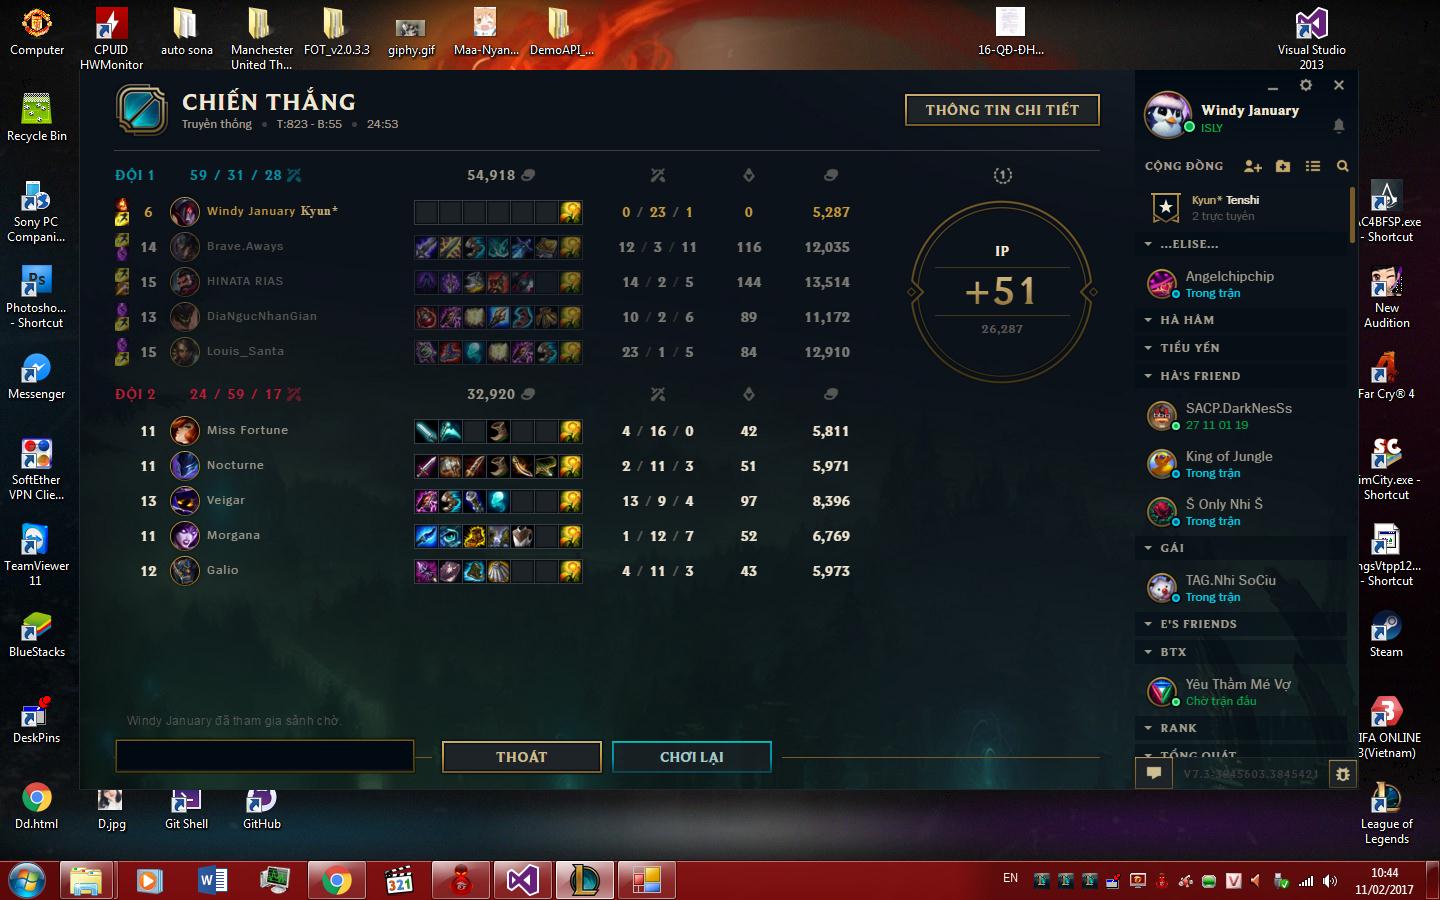 Computer
CPUID
HWMonitor
auto sona
Manchester
United Th...
FOT_v2.0.3.3
giphy.gif
Maa-Nyan...
DemoAPI_...
16-QĐ-ĐH...
Visual Studio
2013
Recycle Bin
Sony PC
Compani...
Photosho...
- Shortcut
Messenger
SoftEther
VPN Clie...
TeamViewer
11
BlueStacks
DeskPins
Dd.html
D.jpg
Git Shell
GitHub
CHIẾN THẮNG
Truyền thống • T:823 - B:55 • 24:53
THÔNG TIN CHI TIẾT
ĐỘI 1 59 / 31 / 28 54,918
6 Windy January Kyun* 0 / 23 / 1 0 5,287
14 Brave.Aways 12 / 3 / 11 116 12,035
15 HINATA RIAS 14 / 2 / 5 144 13,514
13 DiaNgucNhanGian 10 / 2 / 6 89 11,172
15 Louis_Santa 23 / 1 / 5 84 12,910
ĐỘI 2 24 / 59 / 17 32,920
11 Miss Fortune 4 / 16 / 0 42 5,811
11 Nocturne 2 / 11 / 3 51 5,971
13 Veigar 13 / 9 / 4 97 8,396
11 Morgana 1 / 12 / 7 52 6,769
12 Galio 4 / 11 / 3 43 5,973
1
IP
+51
26,287
Windy January đã tham gia sảnh chờ.
THOÁT
CHƠI LẠI
Windy January
ISLY
CỘNG ĐỒNG
Kyun* Tenshi
2 trực tuyến
...ELISE...
Angelchipchip
Trong trận
HÀ HÂM
TIỂU YẾN
HÀ'S FRIEND
SACP.DarkNesSs
27 11 01 19
King of Jungle
Trong trận
Š Only Nhi Š
Trong trận
GÁI
TAG.Nhi SoCiu
Trong trận
E'S FRIENDS
BTX
Yêu Thầm Mé Vợ
Chờ trận đấu
RANK
TỔNG QUÁT
V7.3.3845603.3845421
AC4BFSP.exe
- Shortcut
New
Audition
Far Cry® 4
imCity.exe -
Shortcut
ngsVtpp12...
- Shortcut
Steam
IFA ONLINE
3(Vietnam)
League of
Legends
321
EN
10:44
11/02/2017